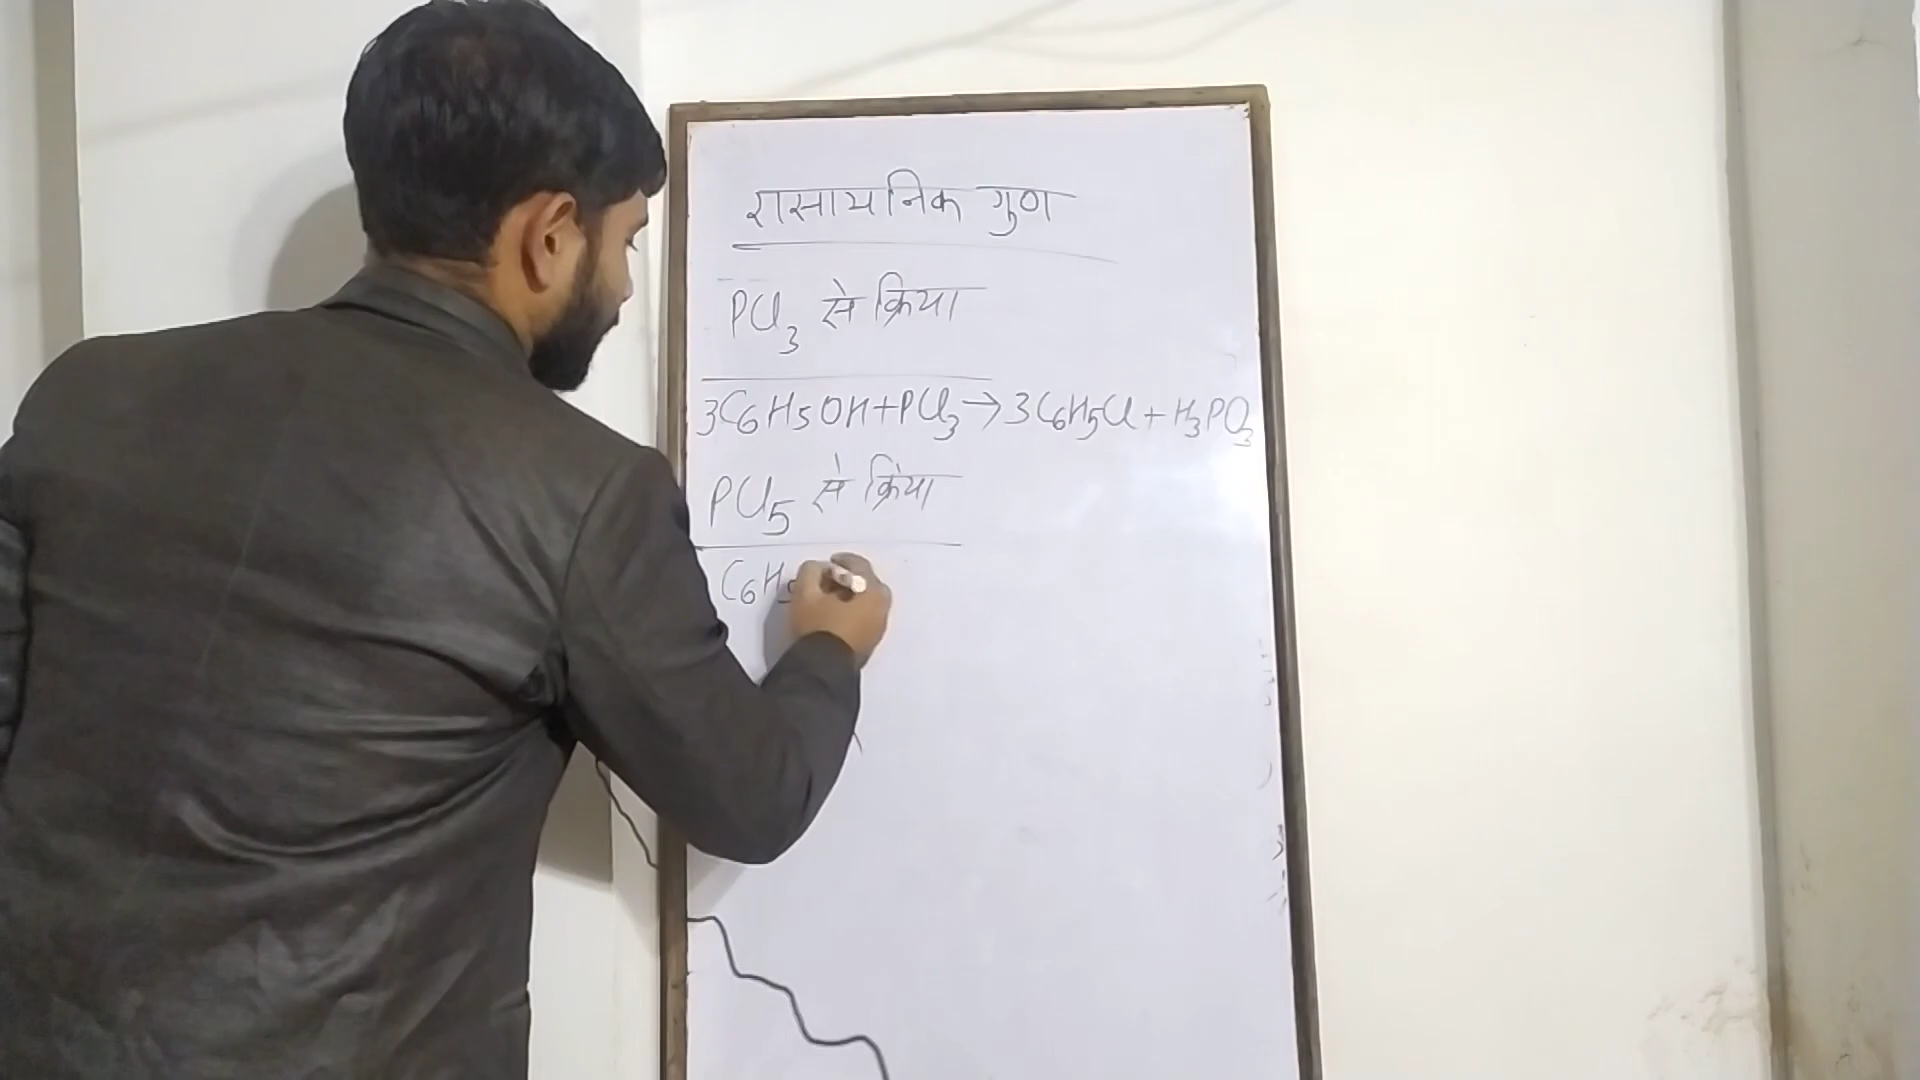 रासायनिक गुण
PCl₃ से क्रिया
3C₆H₅OH+PCl₃→3C₆H₅Cl+H₃PO₃
PCl₅ से क्रिया
C₆H₅